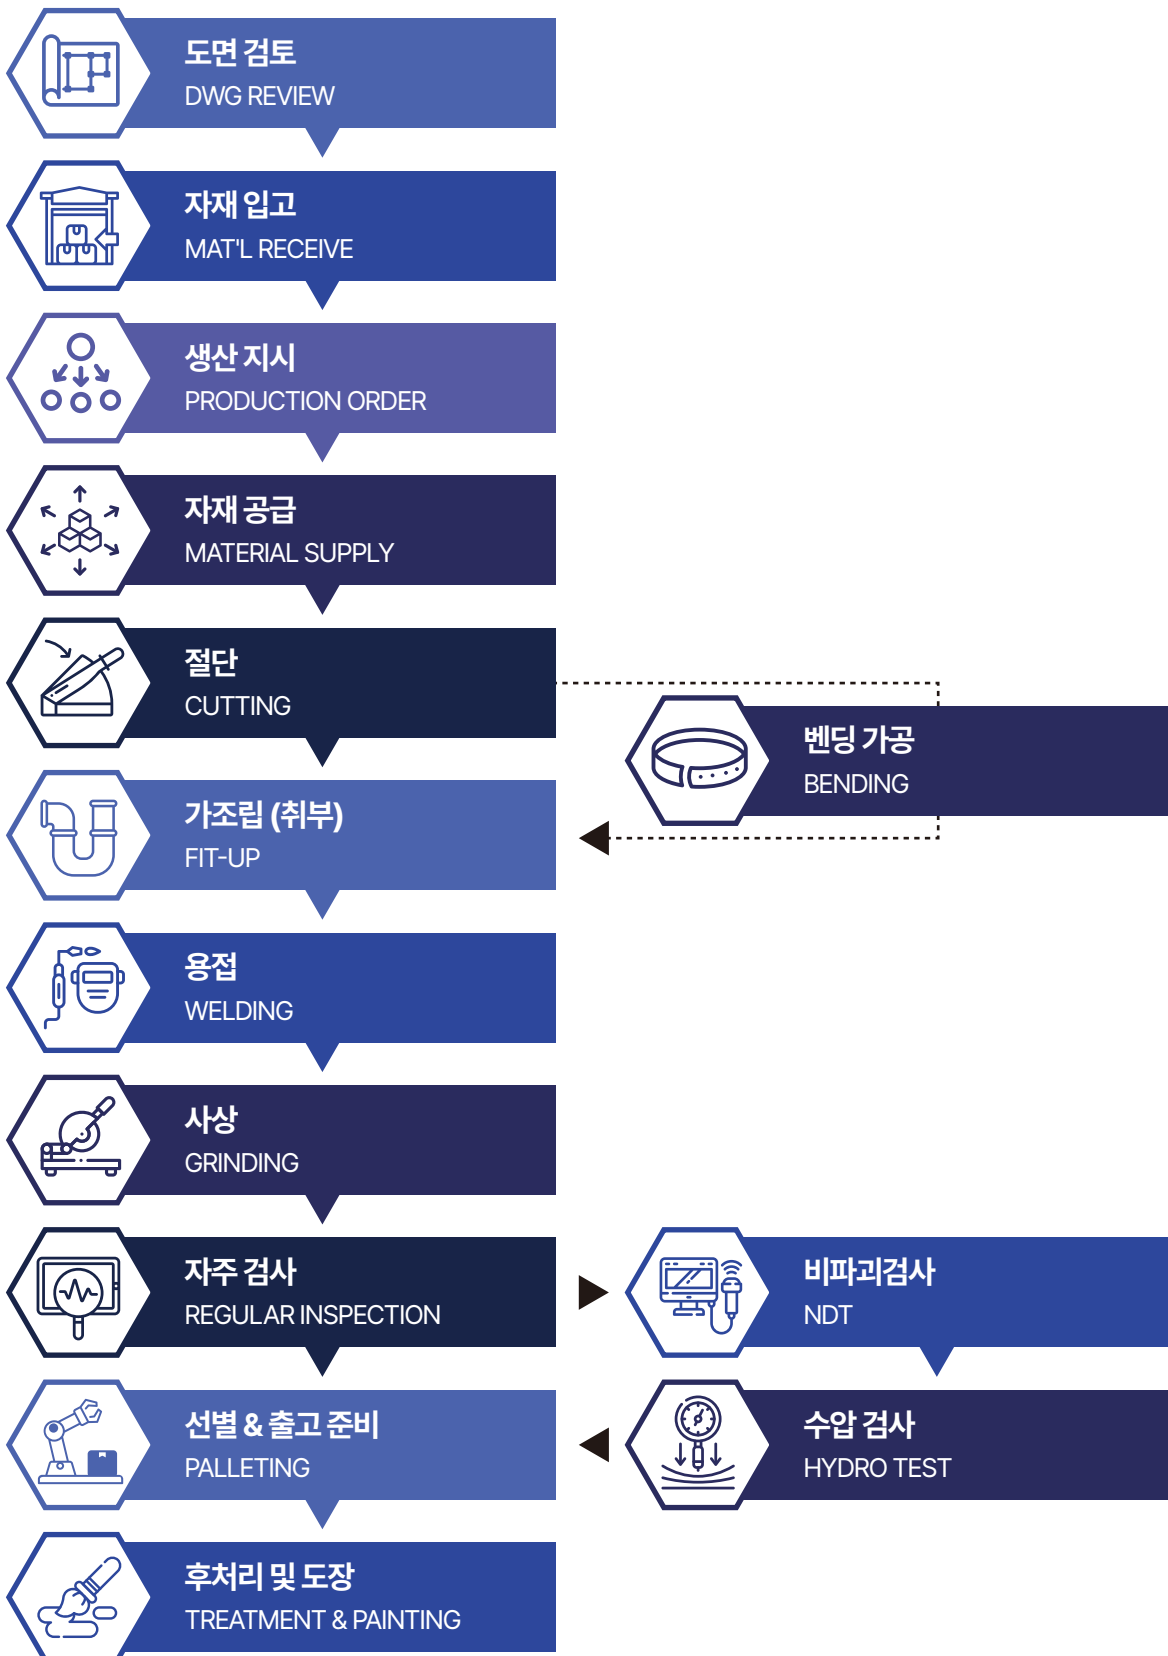 도면 검토
DWG REVIEW
자재 입고
MAT'L RECEIVE
생산 지시
PRODUCTION ORDER
자재 공급
MATERIAL SUPPLY
절단
CUTTING
벤딩 가공
BENDING
가조립 (취부)
FIT-UP
용접
WELDING
사상
GRINDING
자주 검사
REGULAR INSPECTION
비파괴검사
NDT
선별 & 출고 준비
PALLETING
수압 검사
HYDRO TEST
후처리 및 도장
TREATMENT & PAINTING